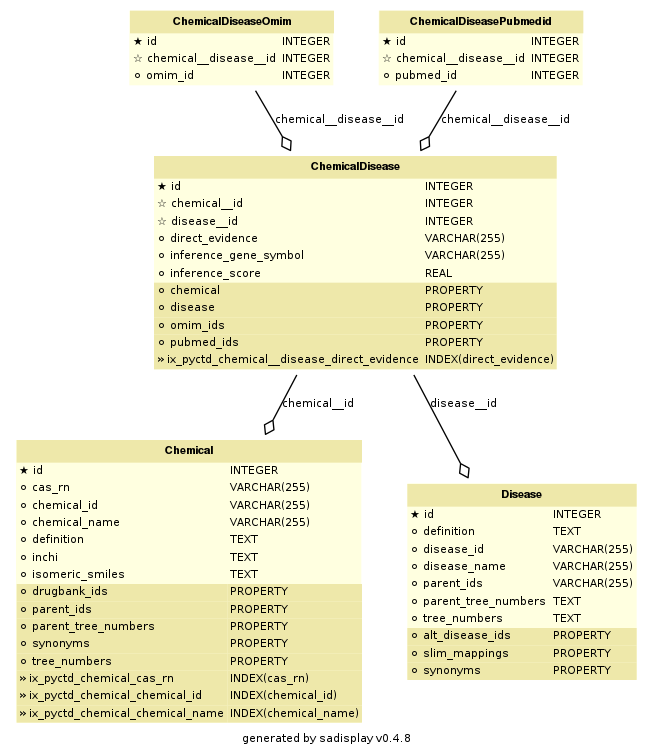 ChemicalDiseaseOmim
★ id INTEGER
☆ chemical__disease__id INTEGER
⚬ omim_id INTEGER
ChemicalDiseasePubmedid
★ id INTEGER
☆ chemical__disease__id INTEGER
⚬ pubmed_id INTEGER
chemical__disease__id
chemical__disease__id
ChemicalDisease
★ id INTEGER
☆ chemical__id INTEGER
☆ disease__id INTEGER
⚬ direct_evidence VARCHAR(255)
⚬ inference_gene_symbol VARCHAR(255)
⚬ inference_score REAL
⚬ chemical PROPERTY
⚬ disease PROPERTY
⚬ omim_ids PROPERTY
⚬ pubmed_ids PROPERTY
» ix_pyctd_chemical__disease_direct_evidence INDEX(direct_evidence)
chemical__id
disease__id
Chemical
★ id INTEGER
⚬ cas_rn VARCHAR(255)
⚬ chemical_id VARCHAR(255)
⚬ chemical_name VARCHAR(255)
⚬ definition TEXT
⚬ inchi TEXT
⚬ isomeric_smiles TEXT
⚬ drugbank_ids PROPERTY
⚬ parent_ids PROPERTY
⚬ parent_tree_numbers PROPERTY
⚬ synonyms PROPERTY
⚬ tree_numbers PROPERTY
» ix_pyctd_chemical_cas_rn INDEX(cas_rn)
» ix_pyctd_chemical_chemical_id INDEX(chemical_id)
» ix_pyctd_chemical_chemical_name INDEX(chemical_name)
Disease
★ id INTEGER
⚬ definition TEXT
⚬ disease_id VARCHAR(255)
⚬ disease_name VARCHAR(255)
⚬ parent_ids VARCHAR(255)
⚬ parent_tree_numbers TEXT
⚬ tree_numbers TEXT
⚬ alt_disease_ids PROPERTY
⚬ slim_mappings PROPERTY
⚬ synonyms PROPERTY
generated by sadisplay v0.4.8